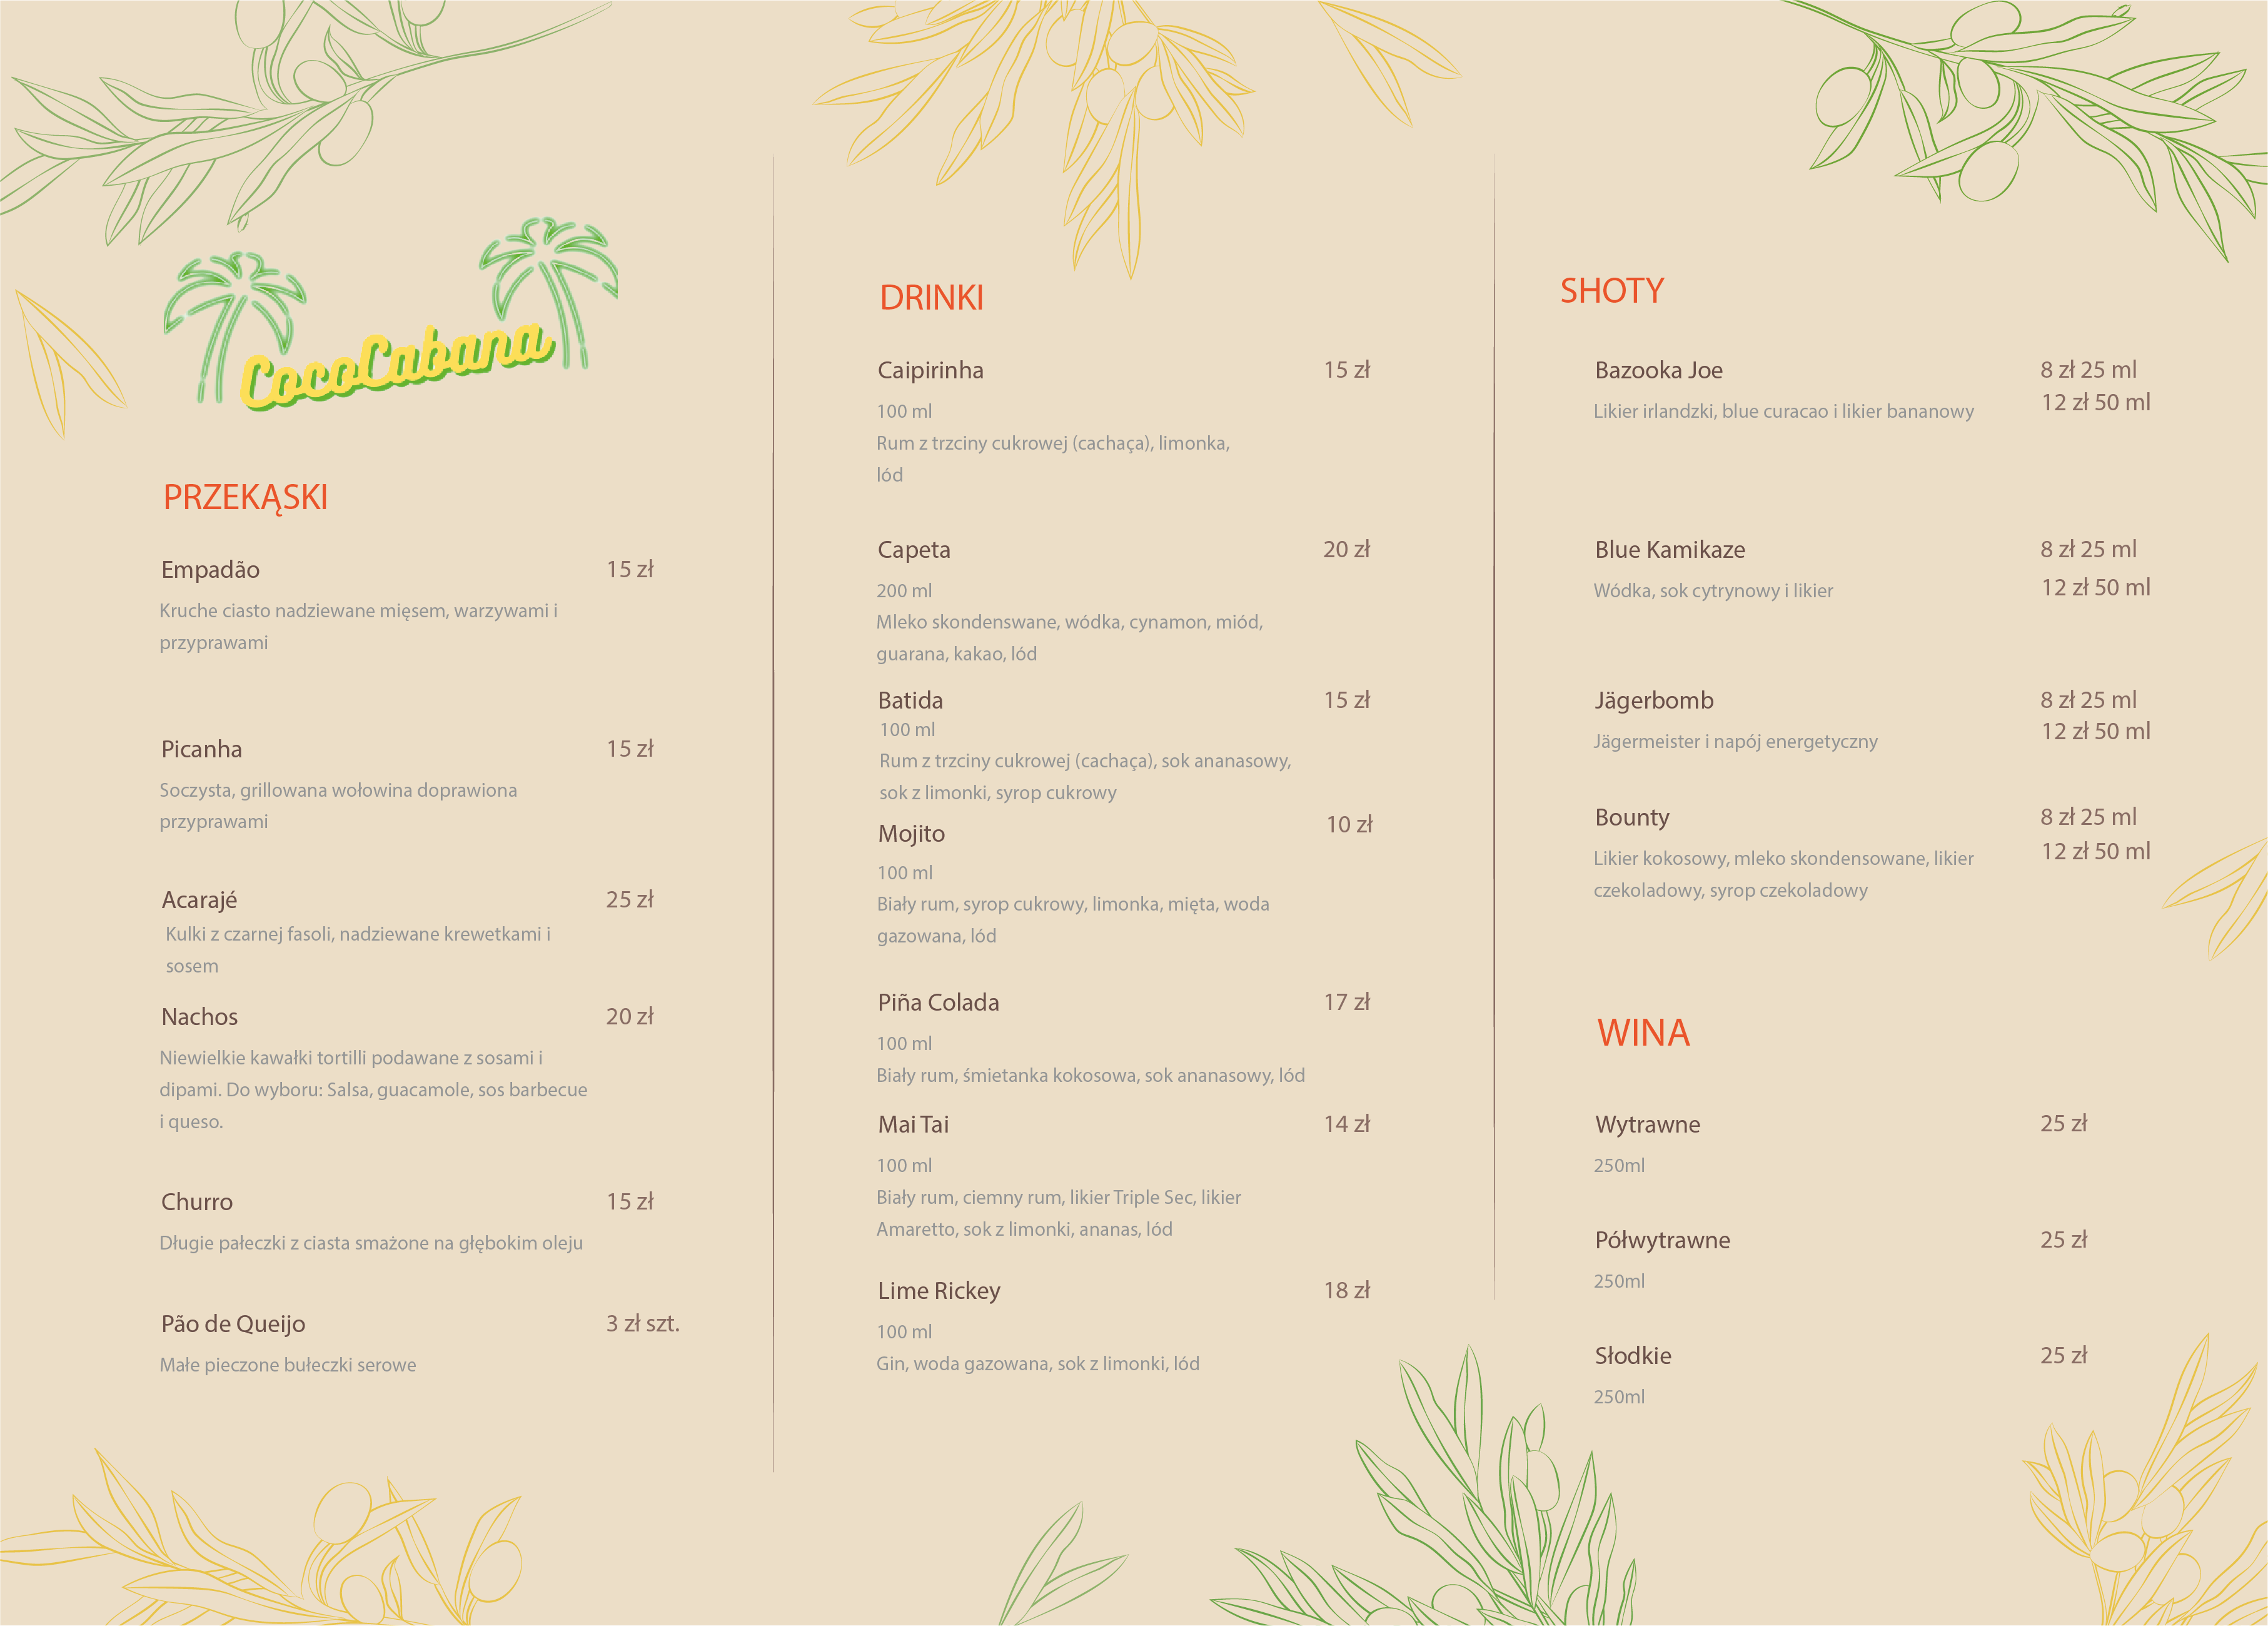 CocoCabana
PRZEKĄSKI
Empadão 15 zł
Kruche ciasto nadziewane mięsem, warzywami i
przyprawami
Picanha 15 zł
Soczysta, grillowana wołowina doprawiona
przyprawami
Acarajé 25 zł
Kulki z czarnej fasoli, nadziewane krewetkami i
sosem
Nachos 20 zł
Niewielkie kawałki tortilli podawane z sosami i
dipami. Do wyboru: Salsa, guacamole, sos barbecue
i queso.
Churro 15 zł
Długie pałeczki z ciasta smażone na głębokim oleju
Pão de Queijo 3 zł szt.
Małe pieczone bułeczki serowe
DRINKI
Caipirinha 15 zł
100 ml
Rum z trzciny cukrowej (cachaça), limonka,
lód
Capeta 20 zł
200 ml
Mleko skondenswane, wódka, cynamon, miód,
guarana, kakao, lód
Batida 15 zł
100 ml
Rum z trzciny cukrowej (cachaça), sok ananasowy,
sok z limonki, syrop cukrowy
Mojito 10 zł
100 ml
Biały rum, syrop cukrowy, limonka, mięta, woda
gazowana, lód
Piña Colada 17 zł
100 ml
Biały rum, śmietanka kokosowa, sok ananasowy, lód
Mai Tai 14 zł
100 ml
Biały rum, ciemny rum, likier Triple Sec, likier
Amaretto, sok z limonki, ananas, lód
Lime Rickey 18 zł
100 ml
Gin, woda gazowana, sok z limonki, lód
SHOTY
Bazooka Joe 8 zł 25 ml
12 zł 50 ml
Likier irlandzki, blue curacao i likier bananowy
Blue Kamikaze 8 zł 25 ml
12 zł 50 ml
Wódka, sok cytrynowy i likier
Jägerbomb 8 zł 25 ml
12 zł 50 ml
Jägermeister i napój energetyczny
Bounty 8 zł 25 ml
12 zł 50 ml
Likier kokosowy, mleko skondensowane, likier
czekoladowy, syrop czekoladowy
WINA
Wytrawne 25 zł
250ml
Półwytrawne 25 zł
250ml
Słodkie 25 zł
250ml